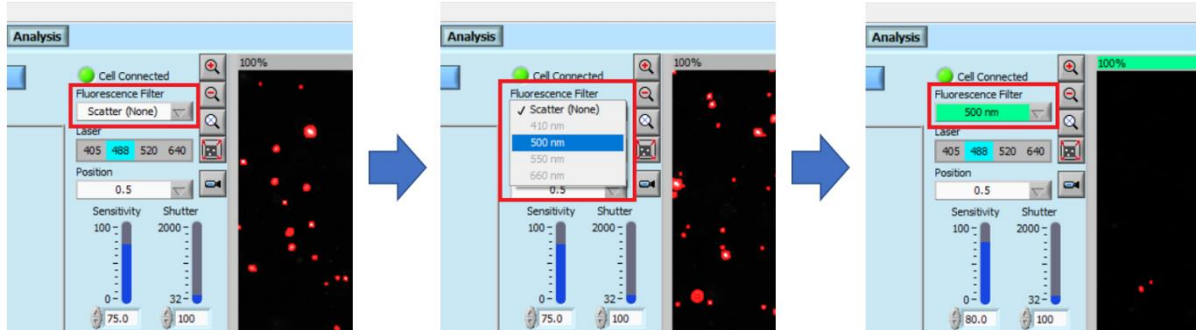 Analysis
Cell Connected
100%
Fluorescence Filter
Scatter (None)
Laser
405 488 520 640
Position
0.5
Sensitivity Shutter
100 2000
0 32
75.0 100
Analysis
Cell Connected
100%
Fluorescence Filter
✓ Scatter (None)
410 nm
500 nm
550 nm
660 nm
0.5
Sensitivity Shutter
100 2000
0 32
75.0 100
Analysis
Cell Connected
100%
Fluorescence Filter
500 nm
Laser
405 488 520 640
Position
0.5
Sensitivity Shutter
100 2000
0 32
80.0 100